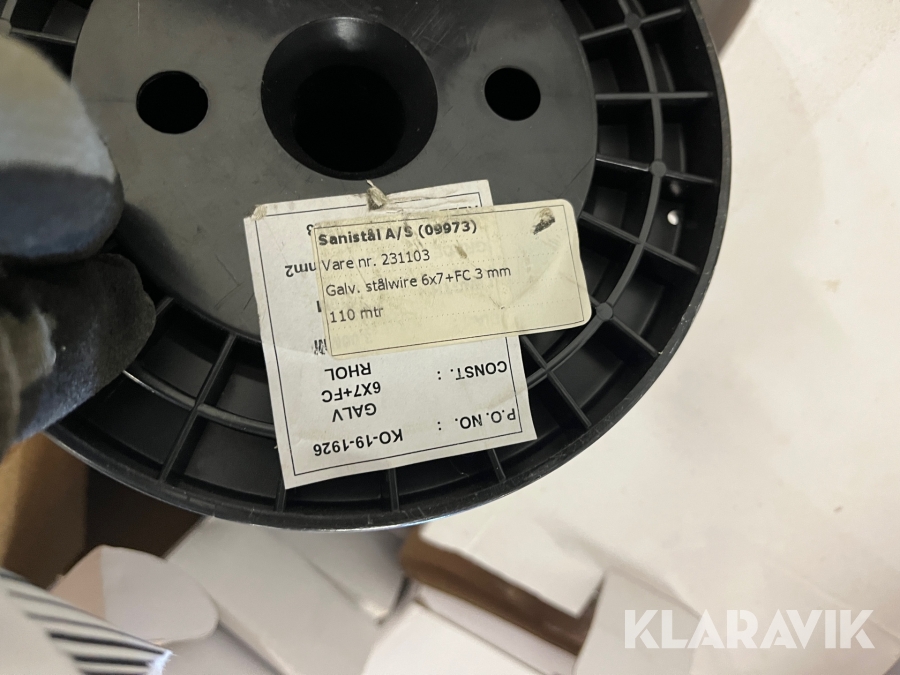 Sanistål A/S (09973)
Vare nr. 231103
Galv. stålwire 6x7+FC 3 mm
110 mtr
P.O. NO. : KO-19-1926
GALV
CONST. : 6X7+FC
RHOL
KLARAVIK